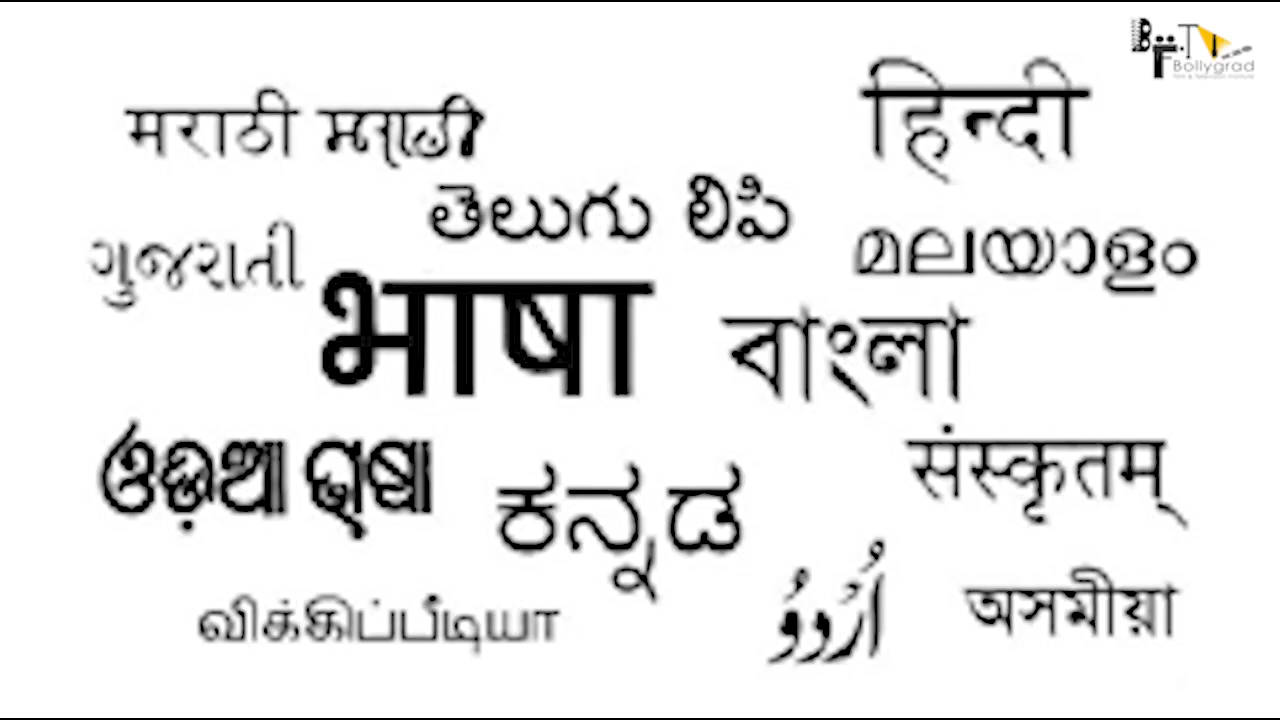 Bollygrad
मराठी मराठी
हिन्दी
తెలుగు లిపి
ગુજરાતી
മലയാളം
भाषा
বাংলা
ଓଡ଼ିଆ ଭାଷା
ಕನ್ನಡ
संस्कृतम्
اُردُو
অসমীয়া
விக்கிப்பீடியா